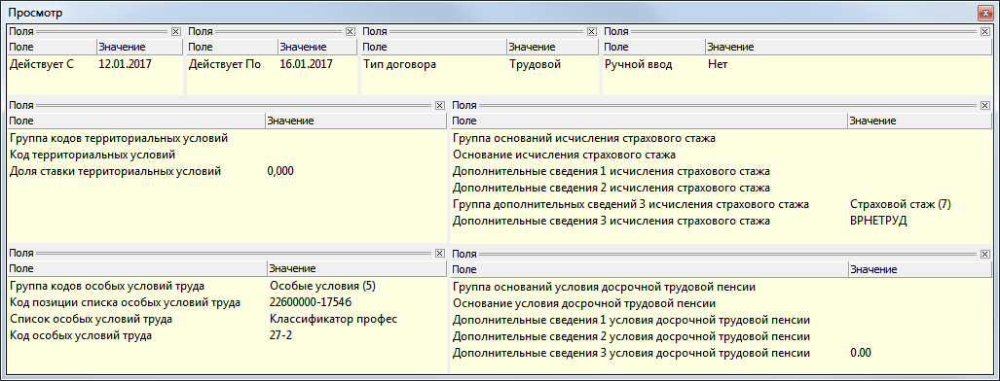 Просмотр
Поля Поля Поля Поля
Поле Значение Поле Значение Поле Значение Поле Значение
Действует С 12.01.2017 Действует По 16.01.2017 Тип договора Трудовой Ручной ввод Нет
Поля
Поле Значение
Группа кодов территориальных условий
Код территориальных условий
Доля ставки территориальных условий 0,000
Поля
Поле Значение
Группа оснований исчисления страхового стажа
Основание исчисления страхового стажа
Дополнительные сведения 1 исчисления страхового стажа
Дополнительные сведения 2 исчисления страхового стажа
Группа дополнительных сведений 3 исчисления страхового стажа Страховой стаж (7)
Дополнительные сведения 3 исчисления страхового стажа ВРНЕТРУД
Поля
Поле Значение
Группа кодов особых условий труда Особые условия (5)
Код позиции списка особых условий труда 22600000-17546
Список особых условий труда Классификатор профес
Код особых условий труда 27-2
Поля
Поле Значение
Группа оснований условия досрочной трудовой пенсии
Основание условия досрочной трудовой пенсии
Дополнительные сведения 1 условия досрочной трудовой пенсии
Дополнительные сведения 2 условия досрочной трудовой пенсии
Дополнительные сведения 3 условия досрочной трудовой пенсии 0.00